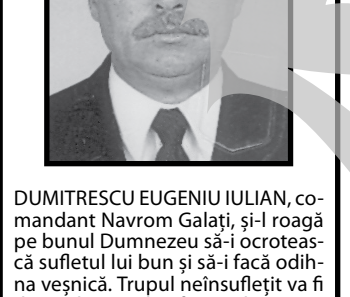 DUMITRESCU EUGENIU IULIAN, co-
mandant Navrom Galați, și-l roagă
pe bunul Dumnezeu să-i ocroteas-
că sufletul lui bun și să-i facă odih-
na veșnică. Trupul neînsuflețit va fi